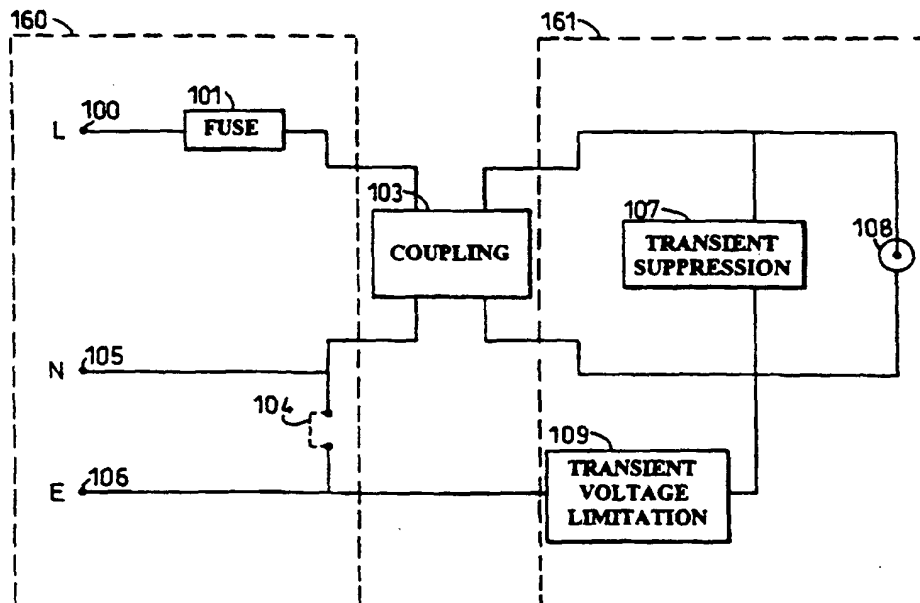 160
161
100
101
L
FUSE
103
COUPLING
107
TRANSIENT
SUPPRESSION
108
N
105
104
109
E
106
TRANSIENT
VOLTAGE
LIMITATION